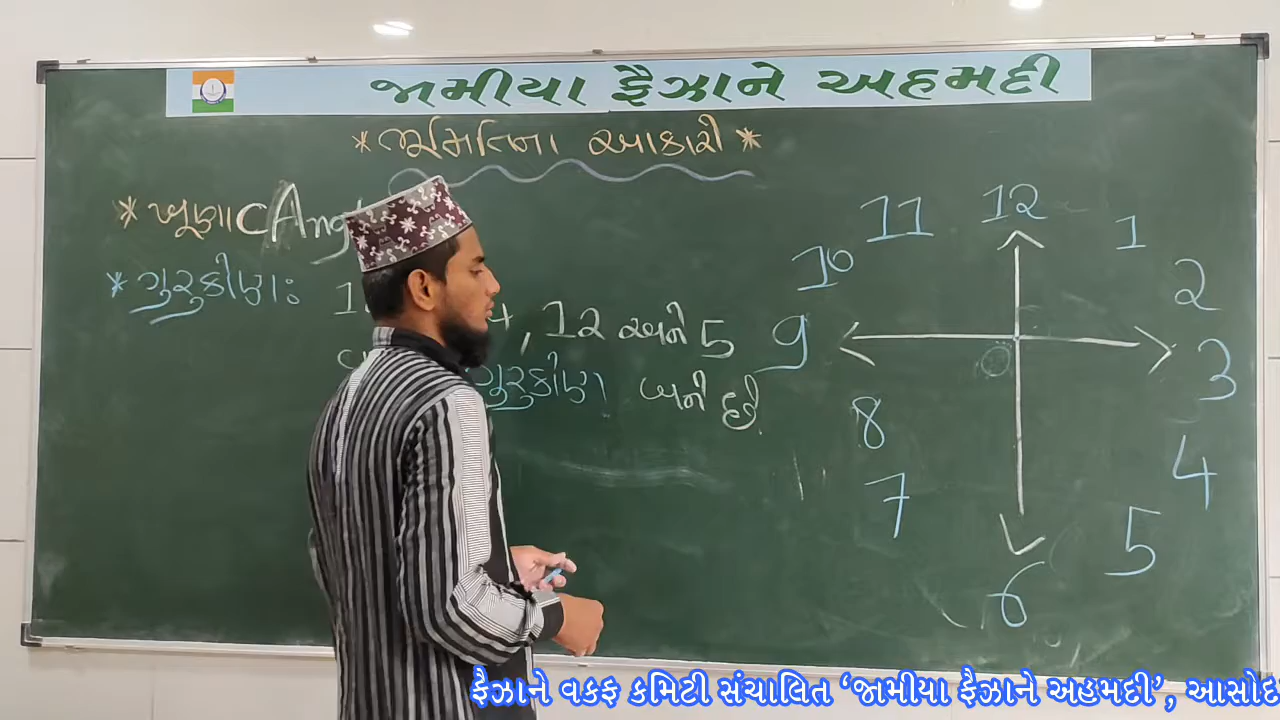 જામીયા ફૈઝાને અહમદી
* ભૂમિતિના આકારો *
* ખૂણા
* ગુરુકોણ:
4, 12 અને 5
ગુરુકોણ બને છે.
11 12 1
10 2
9 3
8 4
7 5
6
ફૈઝાને વકફ કમિટી સંચાલિત ‘જામીયા ફૈઝાને અહમદી’, આસોદ